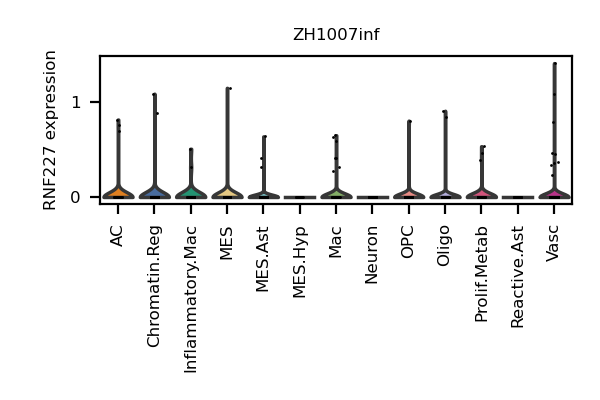 ZH1007inf
RNF227 expression
1
0
AC
Chromatin.Reg
Inflammatory.Mac
MES
MES.Ast
MES.Hyp
Mac
Neuron
OPC
Oligo
Prolif.Metab
Reactive.Ast
Vasc